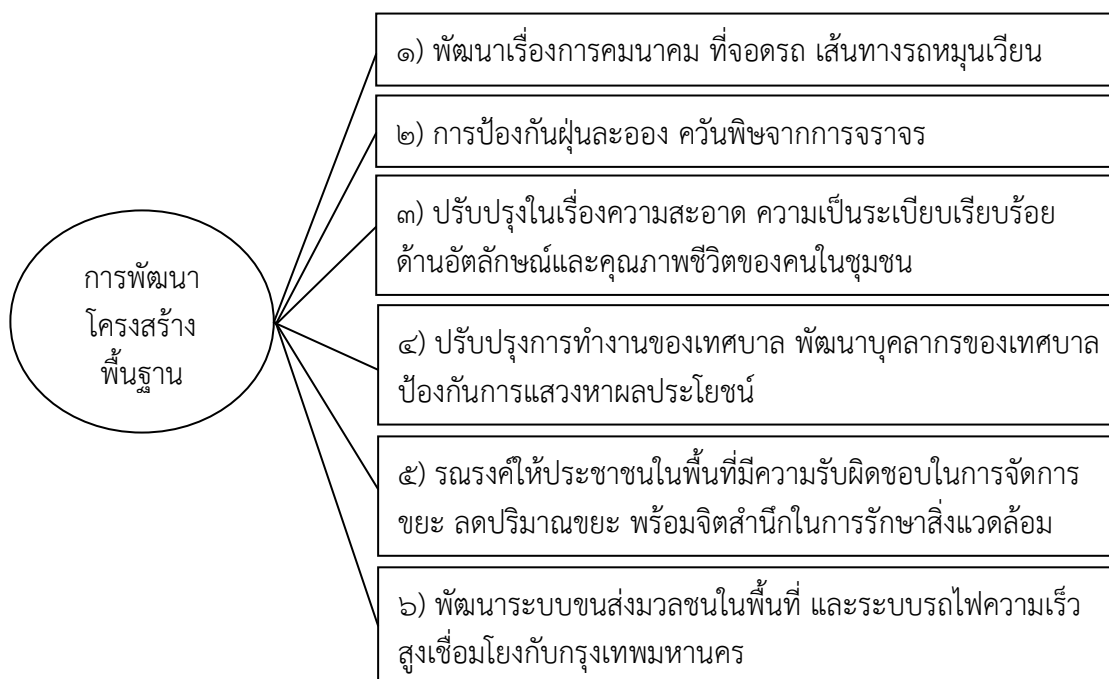 ๑) พัฒนาเรื่องการคมนาคม ที่จอดรถ เส้นทางรถหมุนเวียน
๒) การป้องกันฝุ่นละออง ควันพิษจากการจราจร
๓) ปรับปรุงในเรื่องความสะอาด ความเป็นระเบียบเรียบร้อย
ด้านอัตลักษณ์และคุณภาพชีวิตของคนในชุมชน
การพัฒนา
โครงสร้าง
พื้นฐาน
๔) ปรับปรุงการทำงานของเทศบาล พัฒนาบุคลากรของเทศบาล
ป้องกันการแสวงหาผลประโยชน์
๕) รณรงค์ให้ประชาชนในพื้นที่มีความรับผิดชอบในการจัดการ
ขยะ ลดปริมาณขยะ พร้อมจิตสำนึกในการรักษาสิ่งแวดล้อม
๖) พัฒนาระบบขนส่งมวลชนในพื้นที่ และระบบรถไฟความเร็ว
สูงเชื่อมโยงกับกรุงเทพมหานคร